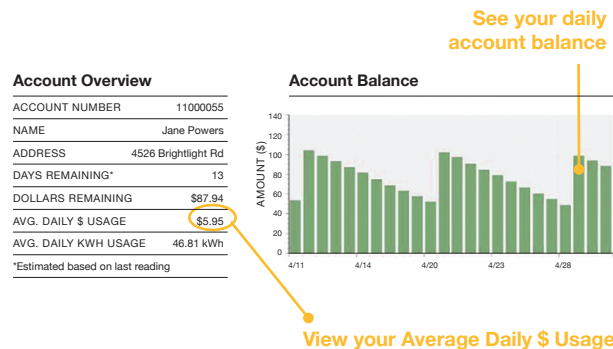 See your daily
account balance
Account Overview
ACCOUNT NUMBER 11000055
NAME Jane Powers
ADDRESS 4526 Brightlight Rd
DAYS REMAINING* 13
DOLLARS REMAINING $87.94
AVG. DAILY $ USAGE $5.95
AVG. DAILY KWH USAGE 46.81 kWh
*Estimated based on last reading
Account Balance
AMOUNT ($)
140
120
100
80
60
40
20
0
4/11 4/14 4/20 4/23 4/28
View your Average Daily $ Usage